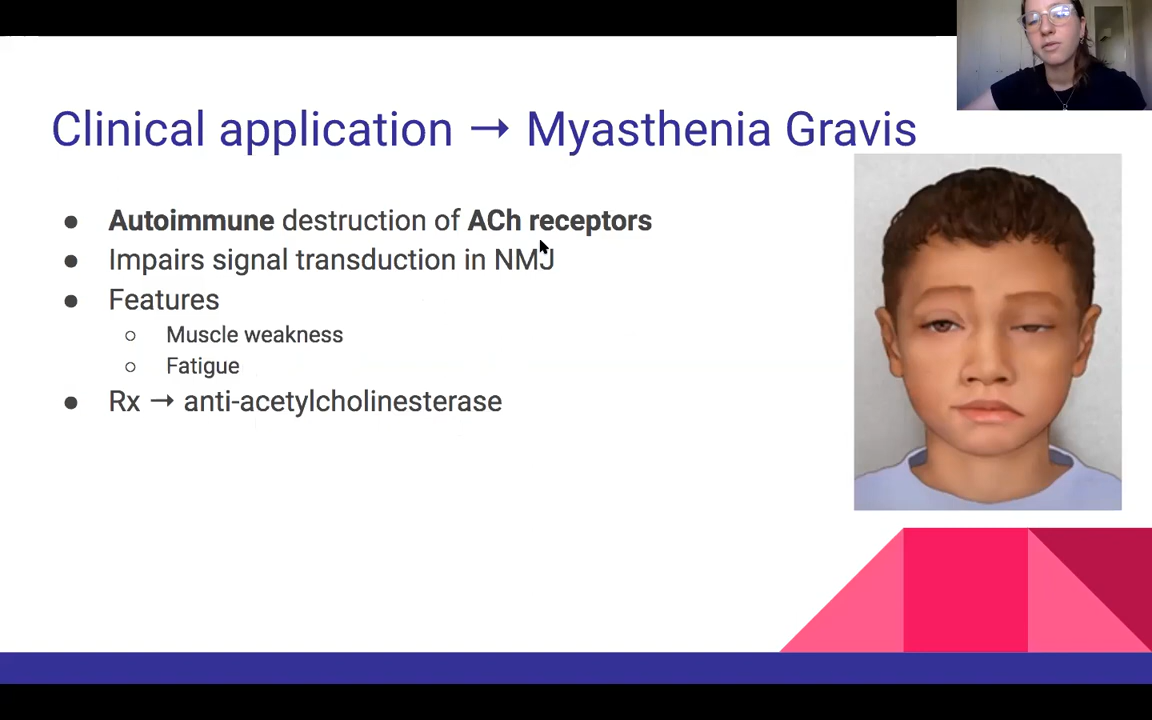 Clinical application → Myasthenia Gravis
● Autoimmune destruction of ACh receptors
● Impairs signal transduction in NMJ
● Features
○ Muscle weakness
○ Fatigue
● Rx → anti-acetylcholinesterase